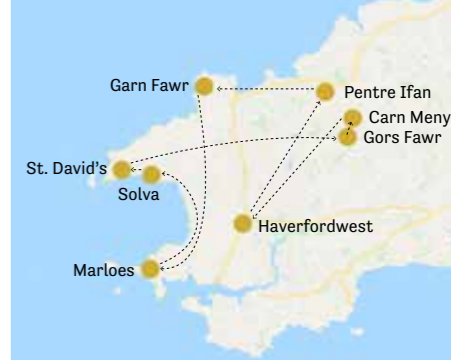 Garn Fawr
Pentre Ifan
Carn Meny
Gors Fawr
St. David's
Solva
Haverfordwest
Marloes